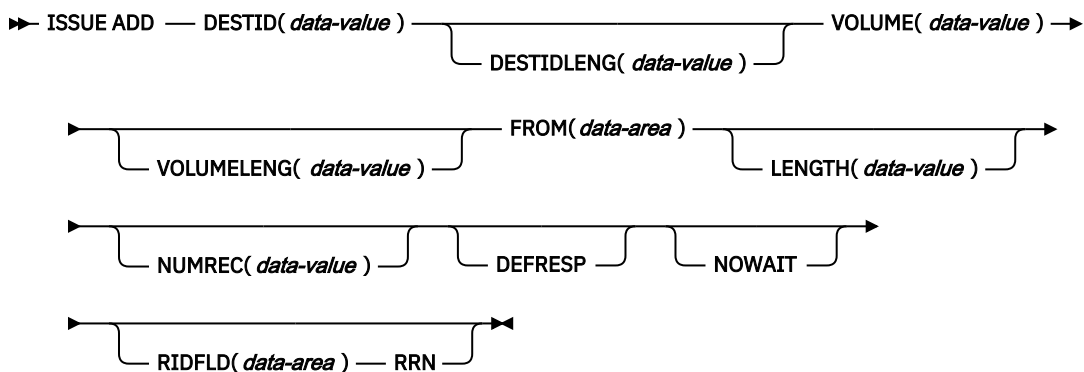 ISSUE ADD DESTID( data-value ) VOLUME( data-value )
DESTIDLENG( data-value )
FROM( data-area )
VOLUMELENG( data-value ) LENGTH( data-value )
NUMREC( data-value ) DEFRESP NOWAIT
RIDFLD( data-area ) RRN